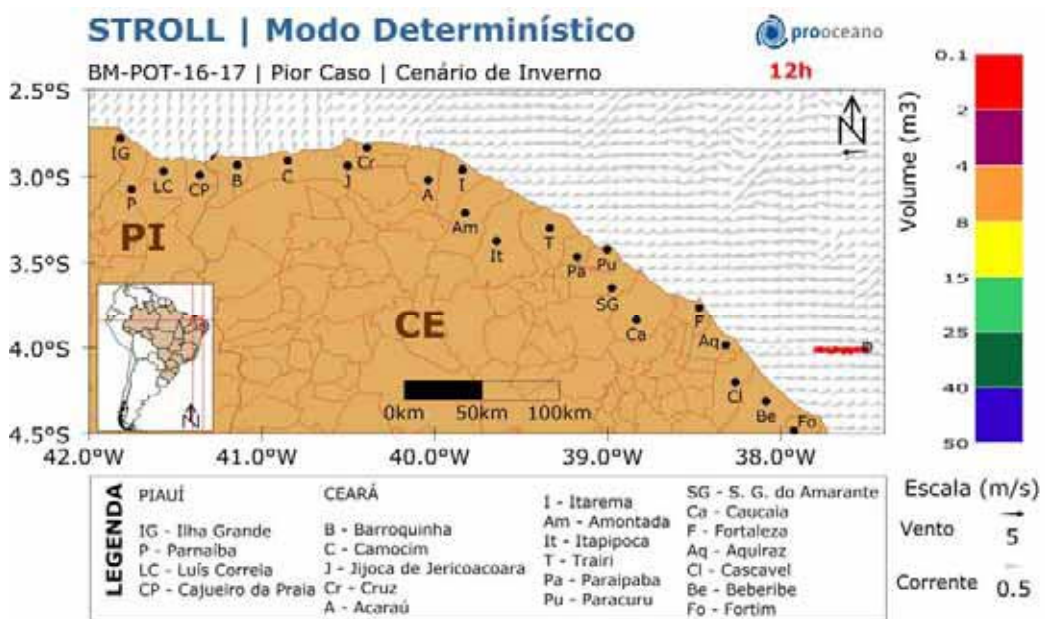 STROLL | Modo Determinístico
prooceano
BM-POT-16-17 | Pior Caso | Cenário de Inverno
12h
2.5°S
3.0°S
3.5°S
4.0°S
4.5°S
42.0°W
41.0°W
40.0°W
39.0°W
38.0°W
IG
P
LC
CP
B
C
J
Cr
A
I
Am
It
T
Pa
Pu
SG
Ca
F
Aq
Cl
Be
Fo
PI
CE
N
N
0km 50km 100km
Volume (m3)
0.1
2
4
8
15
25
40
50
LEGENDA
PIAUÍ
IG - Ilha Grande
P - Parnaíba
LC - Luís Correia
CP - Cajueiro da Praia
CEARÁ
B - Barroquinha
C - Camocim
J - Jijoca de Jericoacoara
Cr - Cruz
A - Acaraú
I - Itarema
Am - Amontada
It - Itapipoca
T - Trairi
Pa - Paraipaba
Pu - Paracuru
SG - S. G. do Amarante
Ca - Caucaia
F - Fortaleza
Aq - Aquiraz
Cl - Cascavel
Be - Beberibe
Fo - Fortim
Escala (m/s)
Vento 5
Corrente 0.5